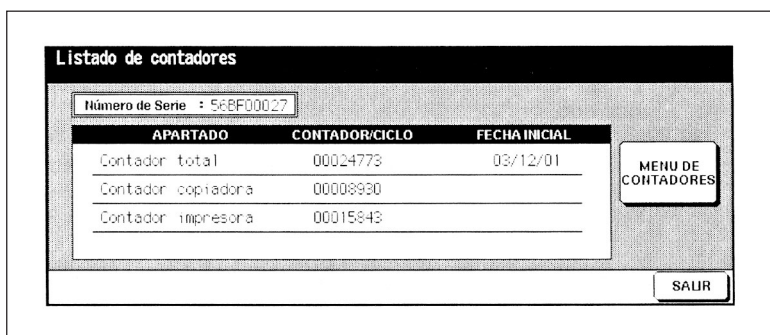 Listado de contadores
Número de Serie : 56BF00027
APARTADO CONTADOR/CICLO FECHA INICIAL
Contador total 00024773 03/12/01
Contador copiadora 00008930
Contador impresora 00015843
MENU DE
CONTADORES
SALIR